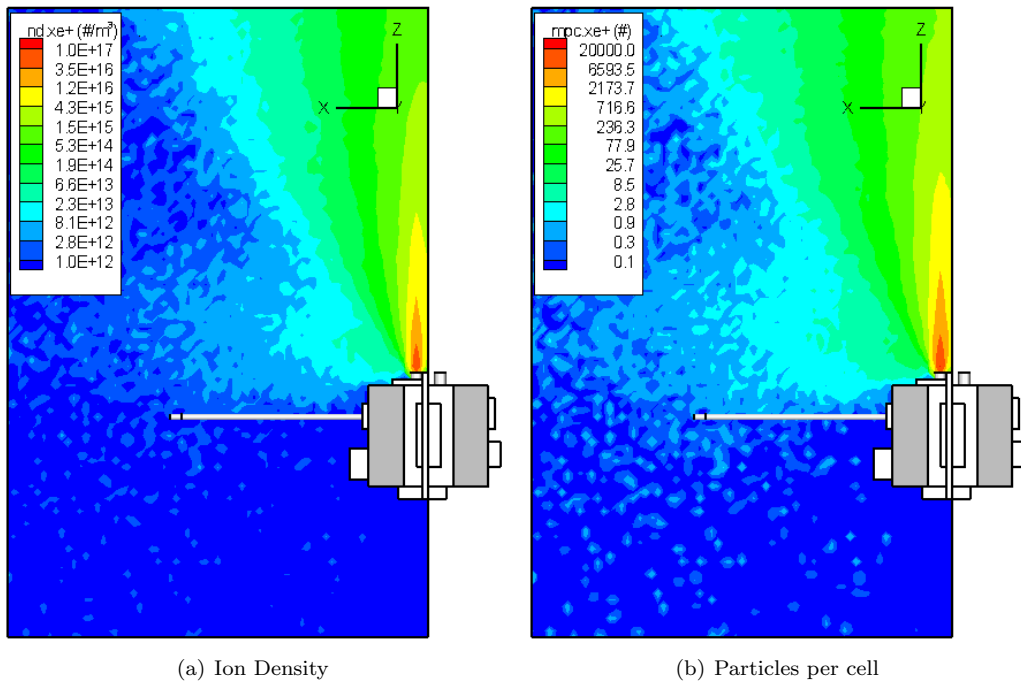 nd.xe+ (#/m³)
1.0E+17
3.5E+16
1.2E+16
4.3E+15
1.5E+15
5.3E+14
1.9E+14
6.6E+13
2.3E+13
8.1E+12
2.8E+12
1.0E+12
Z
X
mpc.xe+ (#)
20000.0
6593.5
2173.7
716.6
236.3
77.9
25.7
8.5
2.8
0.9
0.3
0.1
Z
X
(a) Ion Density
(b) Particles per cell